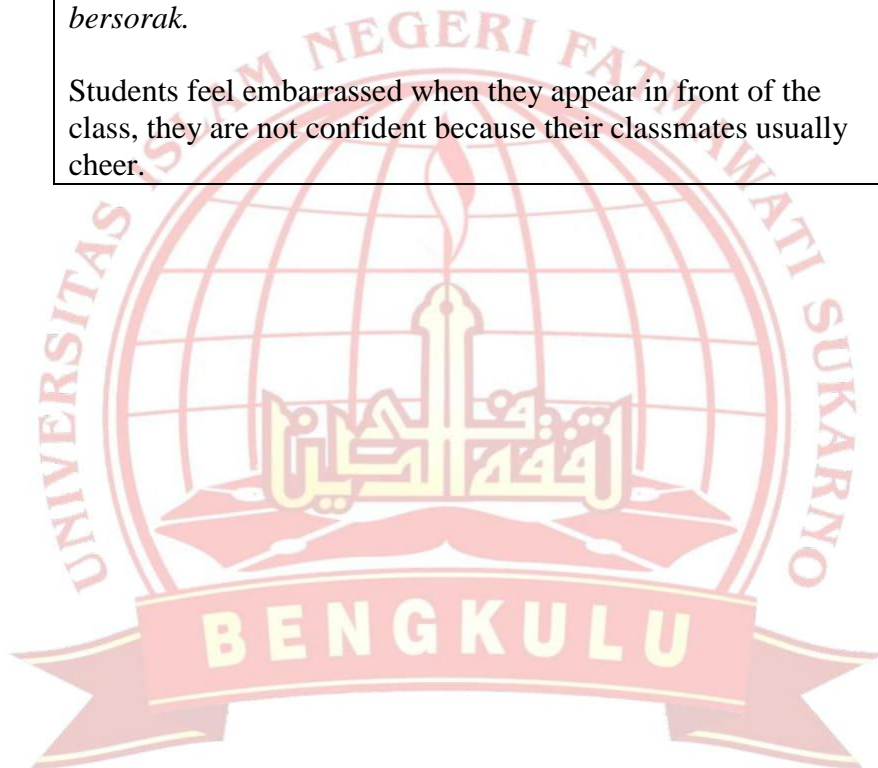 bersorak.
Students feel embarrassed when they appear in front of the
class, they are not confident because their classmates usually
cheer.
UNIVERSITAS ISLAM NEGERI FATMAWATI SUKARNO
BENGKULU